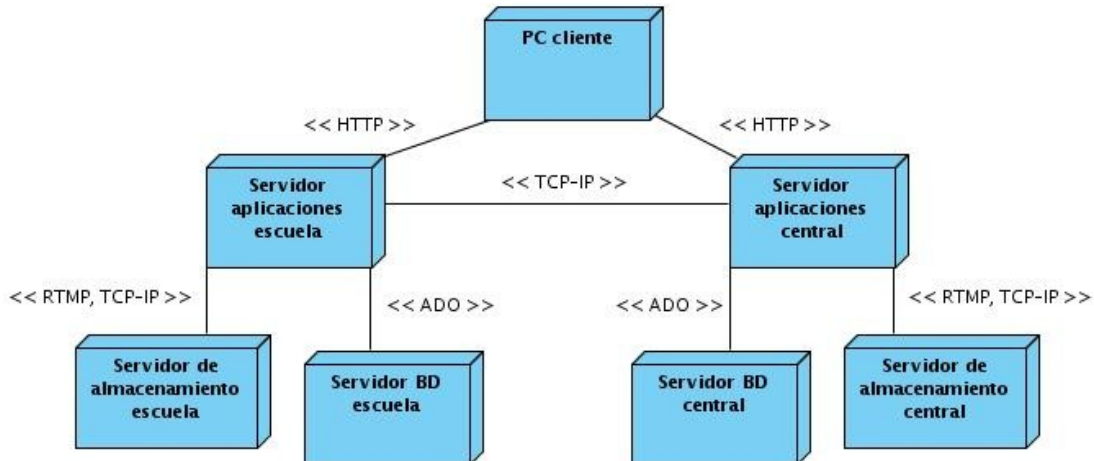 PC cliente
<< HTTP >>
<< HTTP >>
Servidor
aplicaciones
escuela
<< TCP-IP >>
Servidor
aplicaciones
central
<< RTMP, TCP-IP >>
<< ADO >>
<< ADO >>
<< RTMP, TCP-IP >>
Servidor de
almacenamiento
escuela
Servidor BD
escuela
Servidor BD
central
Servidor de
almacenamiento
central